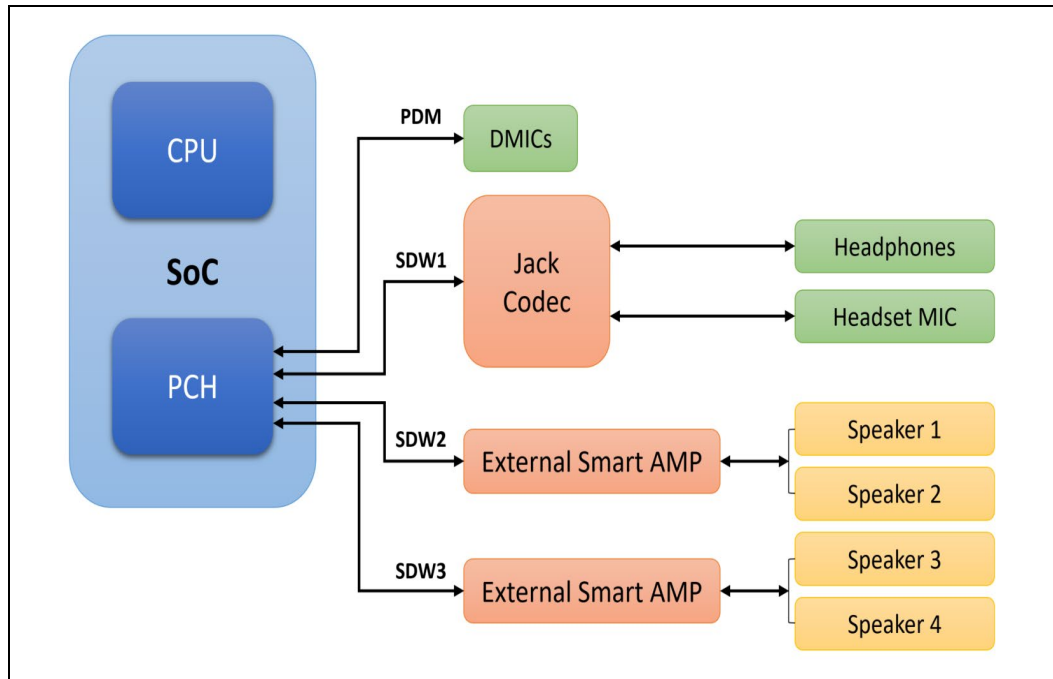 CPU
SoC
PCH
PDM
DMICs
SDW1
Jack
Codec
Headphones
Headset MIC
SDW2
External Smart AMP
Speaker 1
Speaker 2
SDW3
External Smart AMP
Speaker 3
Speaker 4